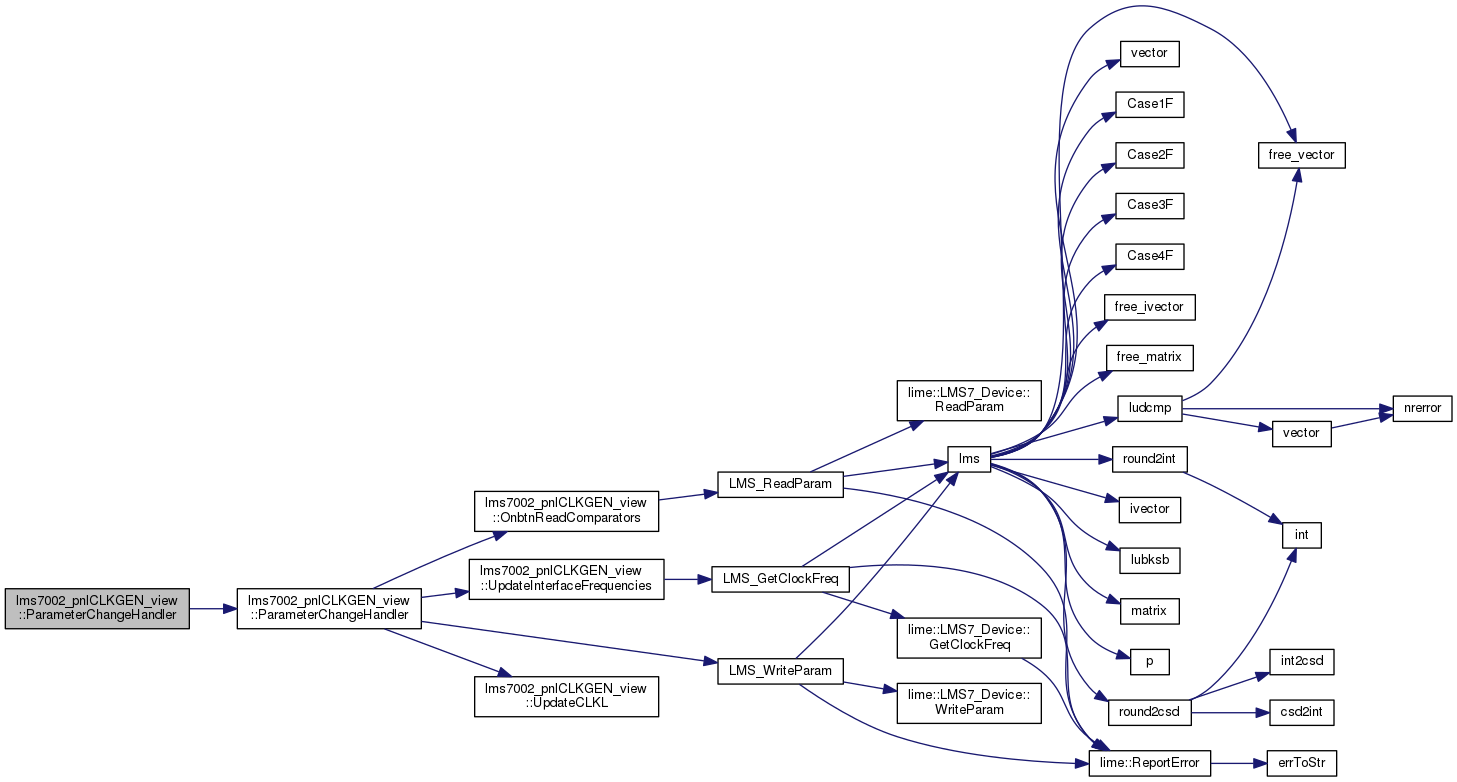 lms7002_pnlCLKGEN_view
::ParameterChangeHandler
lms7002_pnlCLKGEN_view
::ParameterChangeHandler
lms7002_pnlCLKGEN_view
::OnbtnReadComparators
lms7002_pnlCLKGEN_view
::UpdateInterfaceFrequencies
LMS_WriteParam
lms7002_pnlCLKGEN_view
::UpdateCLKL
LMS_ReadParam
LMS_GetClockFreq
lime::LMS7_Device::
ReadParam
lms
lime::LMS7_Device::
GetClockFreq
lime::LMS7_Device::
WriteParam
vector
Case1F
Case2F
Case3F
Case4F
free_ivector
free_matrix
ludcmp
round2int
ivector
lubksb
matrix
p
round2csd
lime::ReportError
free_vector
vector
nrerror
int
int2csd
csd2int
errToStr